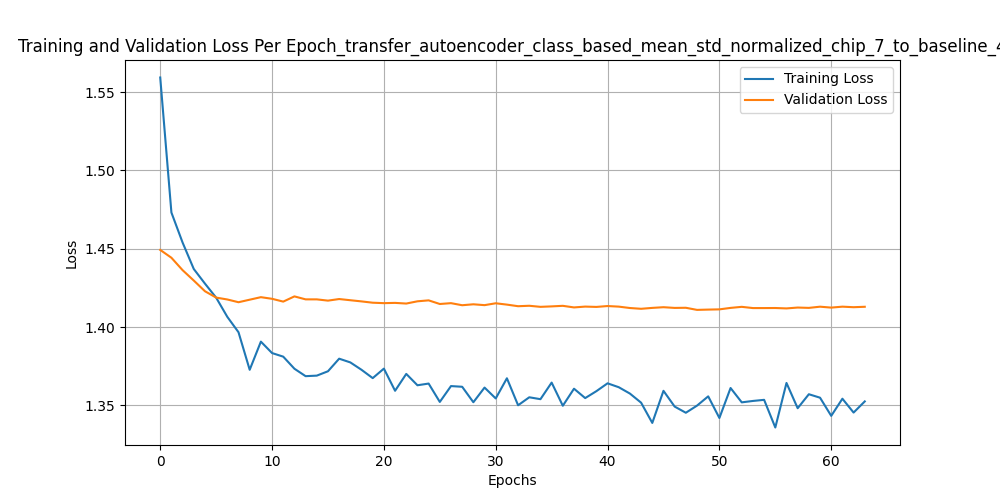 Training and Validation Loss Per Epoch_transfer_autoencoder_class_based_mean_std_normalized_chip_7_to_baseline_4
Training Loss
Validation Loss
1.55
1.50
1.45
1.40
1.35
Loss
0 10 20 30 40 50 60
Epochs